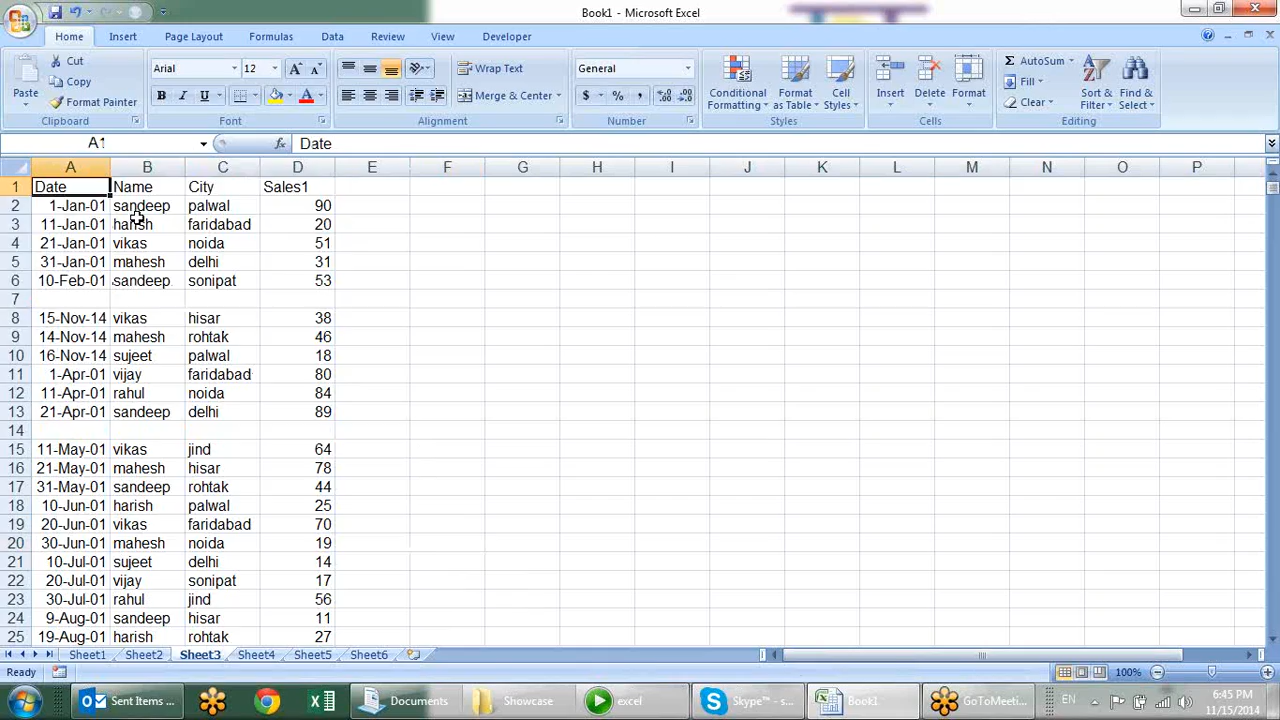 Book1 - Microsoft Excel
Home Insert Page Layout Formulas Data Review View Developer
Paste Cut Copy Format Painter Clipboard
Arial 12 B I U A Font
Wrap Text Merge & Center Alignment
General $ % , Number
Conditional Formatting Format as Table Cell Styles Styles
Insert Delete Format Cells
Σ AutoSum Fill Clear Sort & Filter Find & Select Editing
A1 fx Date
A B C D E F G H I J K L M N O P
1 Date Name City Sales1
2 1-Jan-01 sandeep palwal 90
3 11-Jan-01 harish faridabad 20
4 21-Jan-01 vikas noida 51
5 31-Jan-01 mahesh delhi 31
6 10-Feb-01 sandeep sonipat 53
7
8 15-Nov-14 vikas hisar 38
9 14-Nov-14 mahesh rohtak 46
10 16-Nov-14 sujeet palwal 18
11 1-Apr-01 vijay faridabad 80
12 11-Apr-01 rahul noida 84
13 21-Apr-01 sandeep delhi 89
14
15 11-May-01 vikas jind 64
16 21-May-01 mahesh hisar 78
17 31-May-01 sandeep rohtak 44
18 10-Jun-01 harish palwal 25
19 20-Jun-01 vikas faridabad 70
20 30-Jun-01 mahesh noida 19
21 10-Jul-01 sujeet delhi 14
22 20-Jul-01 vijay sonipat 17
23 30-Jul-01 rahul jind 56
24 9-Aug-01 sandeep hisar 11
25 19-Aug-01 harish rohtak 27
Sheet1 Sheet2 Sheet3 Sheet4 Sheet5 Sheet6
Ready 100%
Sent Items ... Documents Showcase excel Skype™ - s... Book1 GoToMeeti... EN 6:45 PM
11/15/2014